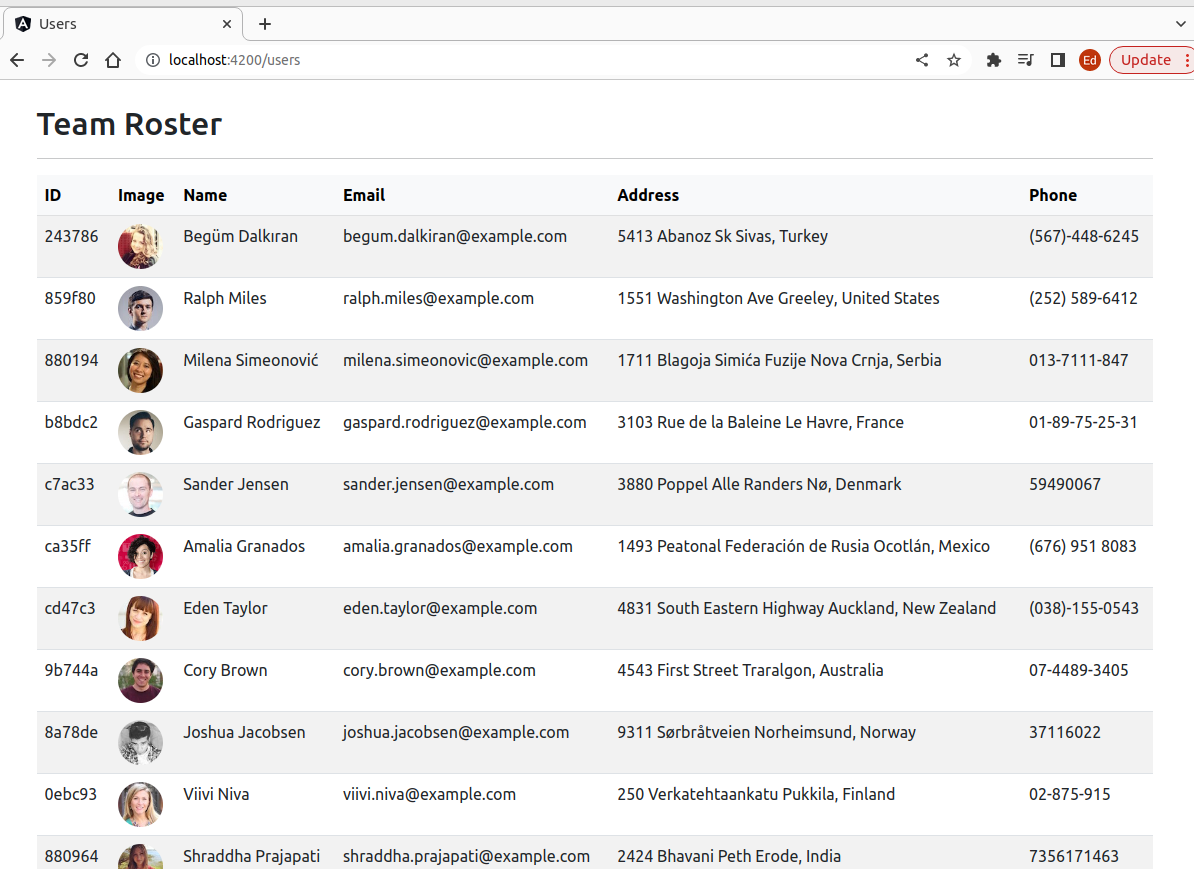 Users
localhost:4200/users
Ed
Update
Team Roster
ID Image Name Email Address Phone
243786 Begüm Dalkıran begum.dalkiran@example.com 5413 Abanoz Sk Sivas, Turkey (567)-448-6245
859f80 Ralph Miles ralph.miles@example.com 1551 Washington Ave Greeley, United States (252) 589-6412
880194 Milena Simeonović milena.simeonovic@example.com 1711 Blagoja Simića Fuzije Nova Crnja, Serbia 013-7111-847
b8bdc2 Gaspard Rodriguez gaspard.rodriguez@example.com 3103 Rue de la Baleine Le Havre, France 01-89-75-25-31
c7ac33 Sander Jensen sander.jensen@example.com 3880 Poppel Alle Randers Nø, Denmark 59490067
ca35ff Amalia Granados amalia.granados@example.com 1493 Peatonal Federación de Rusia Ocotlán, Mexico (676) 951 8083
cd47c3 Eden Taylor eden.taylor@example.com 4831 South Eastern Highway Auckland, New Zealand (038)-155-0543
9b744a Cory Brown cory.brown@example.com 4543 First Street Traralgon, Australia 07-4489-3405
8a78de Joshua Jacobsen joshua.jacobsen@example.com 9311 Sørbråtveien Norheimsund, Norway 37116022
0ebc93 Viivi Niva viivi.niva@example.com 250 Verkatehtaankatu Pukkila, Finland 02-875-915
880964 Shraddha Prajapati shraddha.prajapati@example.com 2424 Bhavani Peth Erode, India 7356171463